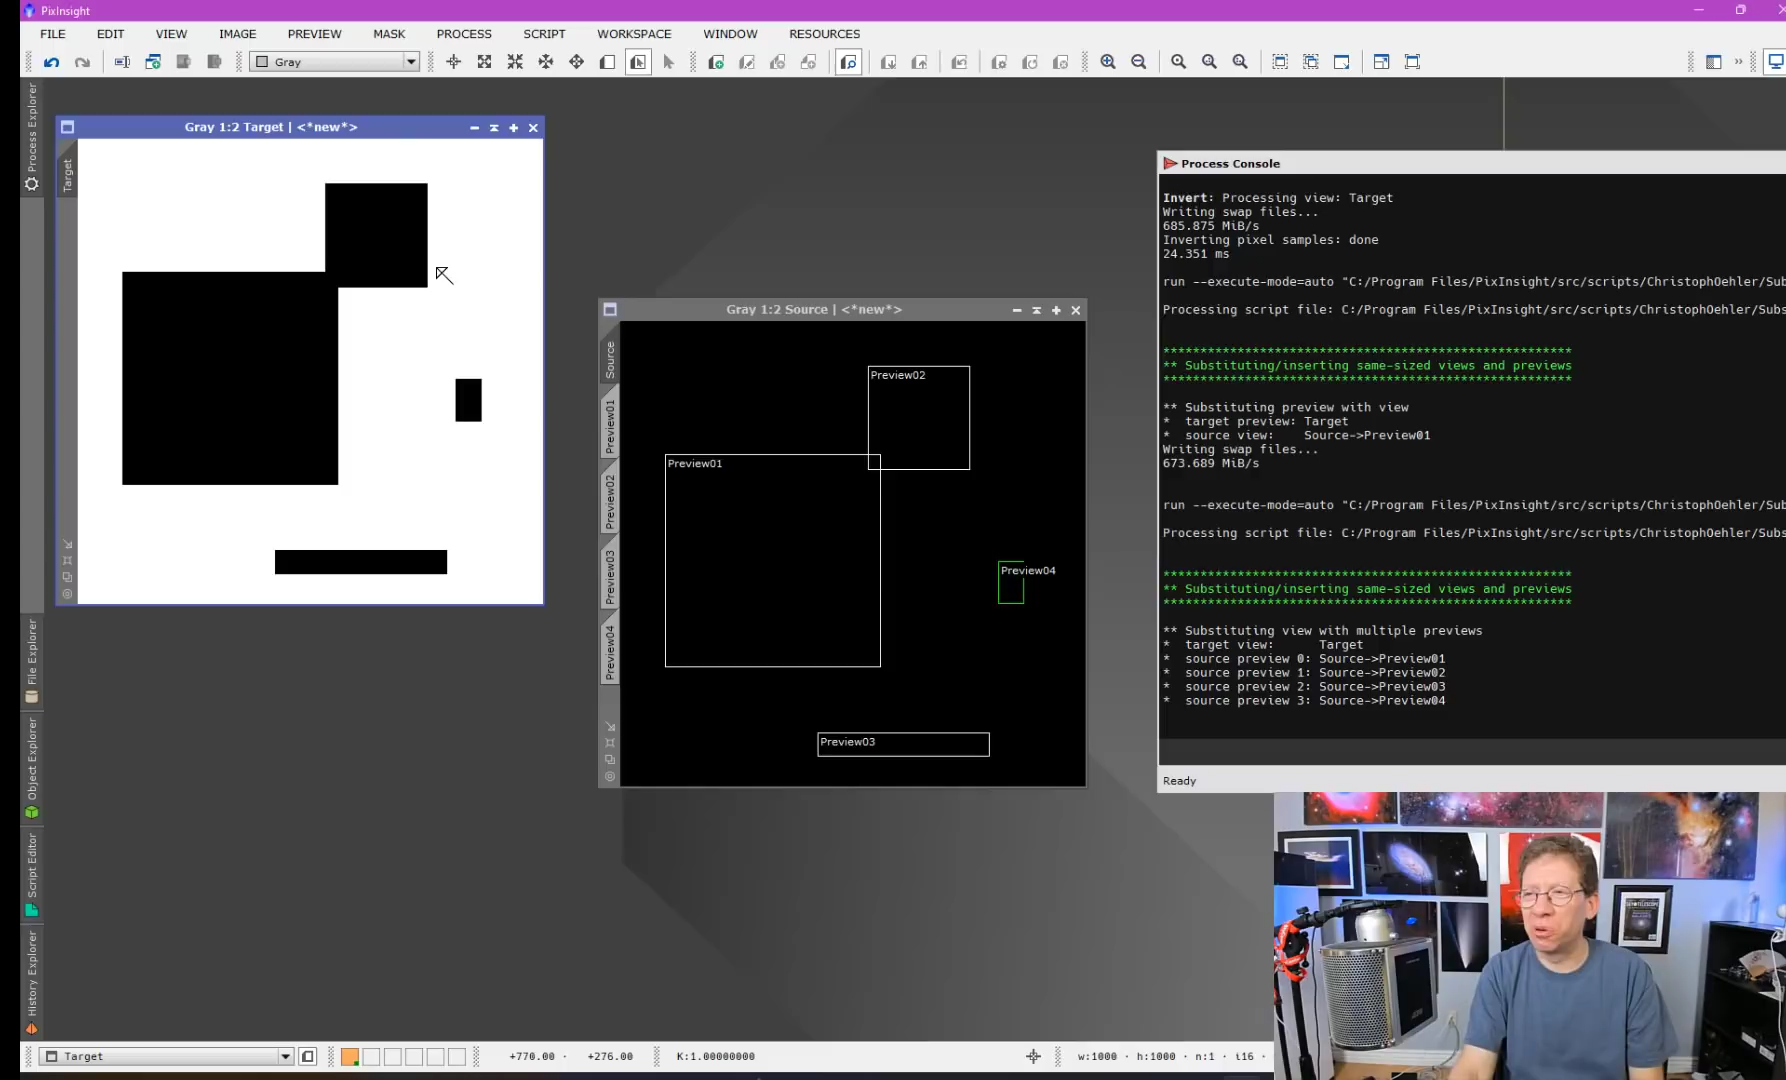 PixInsight
FILE EDIT VIEW IMAGE PREVIEW MASK PROCESS SCRIPT WORKSPACE WINDOW RESOURCES
Gray
Process Explorer
File Explorer
Object Explorer
Script Editor
History Explorer
Gray 1:2 Target | <*new*>
Target
Gray 1:2 Source | <*new*>
Source
Preview01
Preview02
Preview03
Preview04
Preview02
Preview01
Preview04
Preview03
Process Console
Invert: Processing view: Target
Writing swap files...
685.875 MiB/s
Inverting pixel samples: done
24.351 ms
run --execute-mode=auto "C:/Program Files/PixInsight/src/scripts/ChristophOehler/Sub
Processing script file: C:/Program Files/PixInsight/src/scripts/ChristophOehler/Subs
*******************************************************
** Substituting/inserting same-sized views and previews
*******************************************************
** Substituting preview with view
* target preview: Target
* source view: Source->Preview01
Writing swap files...
673.689 MiB/s
run --execute-mode=auto "C:/Program Files/PixInsight/src/scripts/ChristophOehler/Sub
Processing script file: C:/Program Files/PixInsight/src/scripts/ChristophOehler/Subs
*******************************************************
** Substituting/inserting same-sized views and previews
*******************************************************
** Substituting view with multiple previews
* target view: Target
* source preview 0: Source->Preview01
* source preview 1: Source->Preview02
* source preview 2: Source->Preview03
* source preview 3: Source->Preview04
Ready
Target
+770.00 · +276.00
K:1.00000000
w:1000 · h:1000 · n:1 · i16 ·